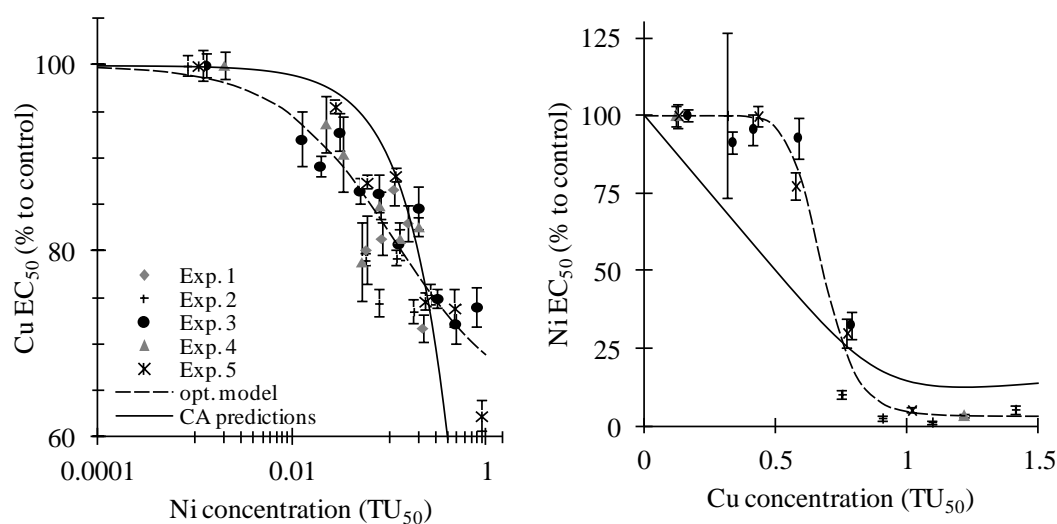 100
80
60
0.0001
0.01
1
Cu EC50 (% to control)
Ni concentration (TU50)
Exp. 1
Exp. 2
Exp. 3
Exp. 4
Exp. 5
opt. model
CA predictions
125
100
75
50
25
0
0
0.5
1
1.5
Ni EC50 (% to control)
Cu concentration (TU50)